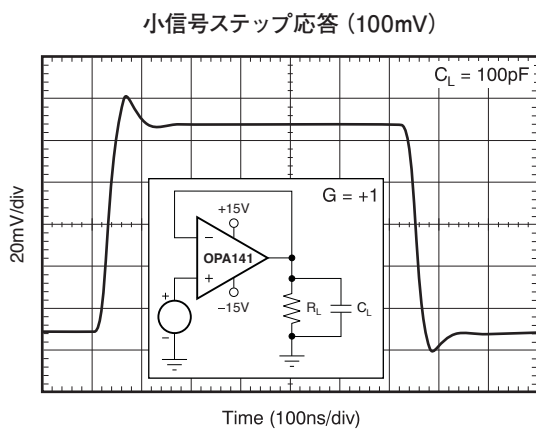 小信号ステップ応答 (100mV)
C_L = 100pF
20mV/div
G = +1
+15V
−
OPA141
+
+
−
−15V
R_L
C_L
Time (100ns/div)